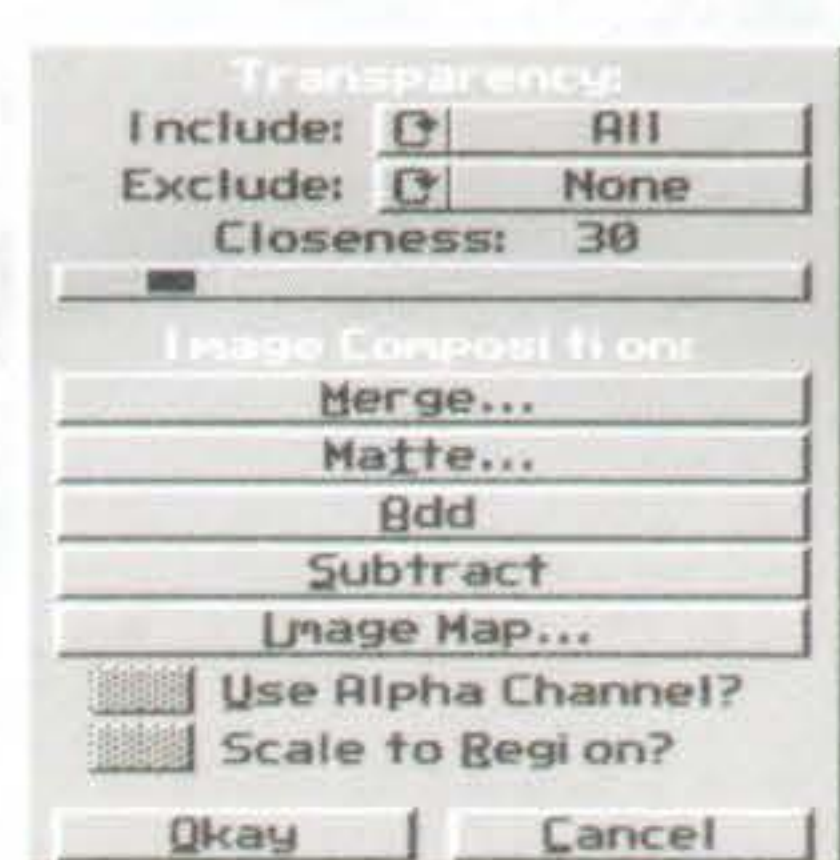 Transparency:
Include: All
Exclude: None
Closeness: 30
Image Composition:
Merge...
Matte...
Add
Subtract
Image Map...
Use Alpha Channel?
Scale to Region?
Okay Cancel